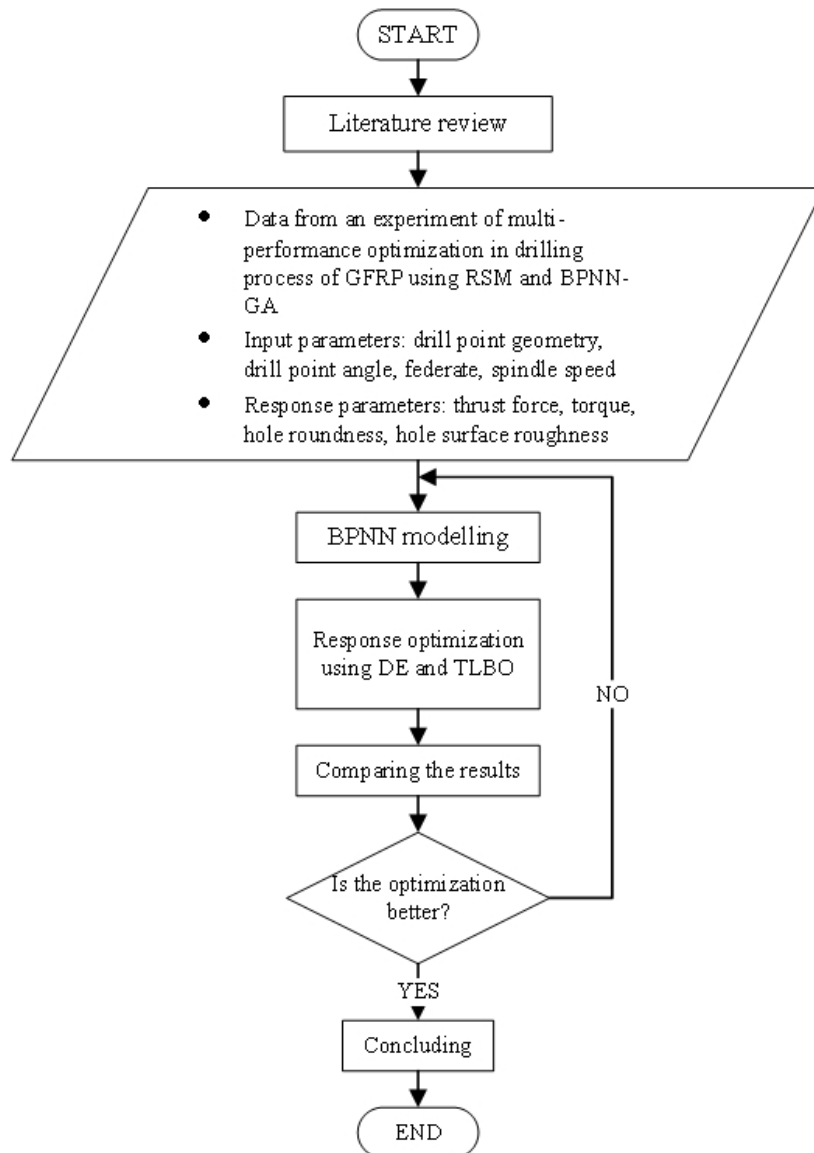 START
Literature review
• Data from an experiment of multi-
performance optimization in drilling
process of GFRP using RSM and BPNN-
GA
• Input parameters: drill point geometry,
drill point angle, federate, spindle speed
• Response parameters: thrust force, torque,
hole roundness, hole surface roughness
BPNN modelling
Response optimization
using DE and TLBO
NO
Comparing the results
Is the optimization
better?
YES
Concluding
END